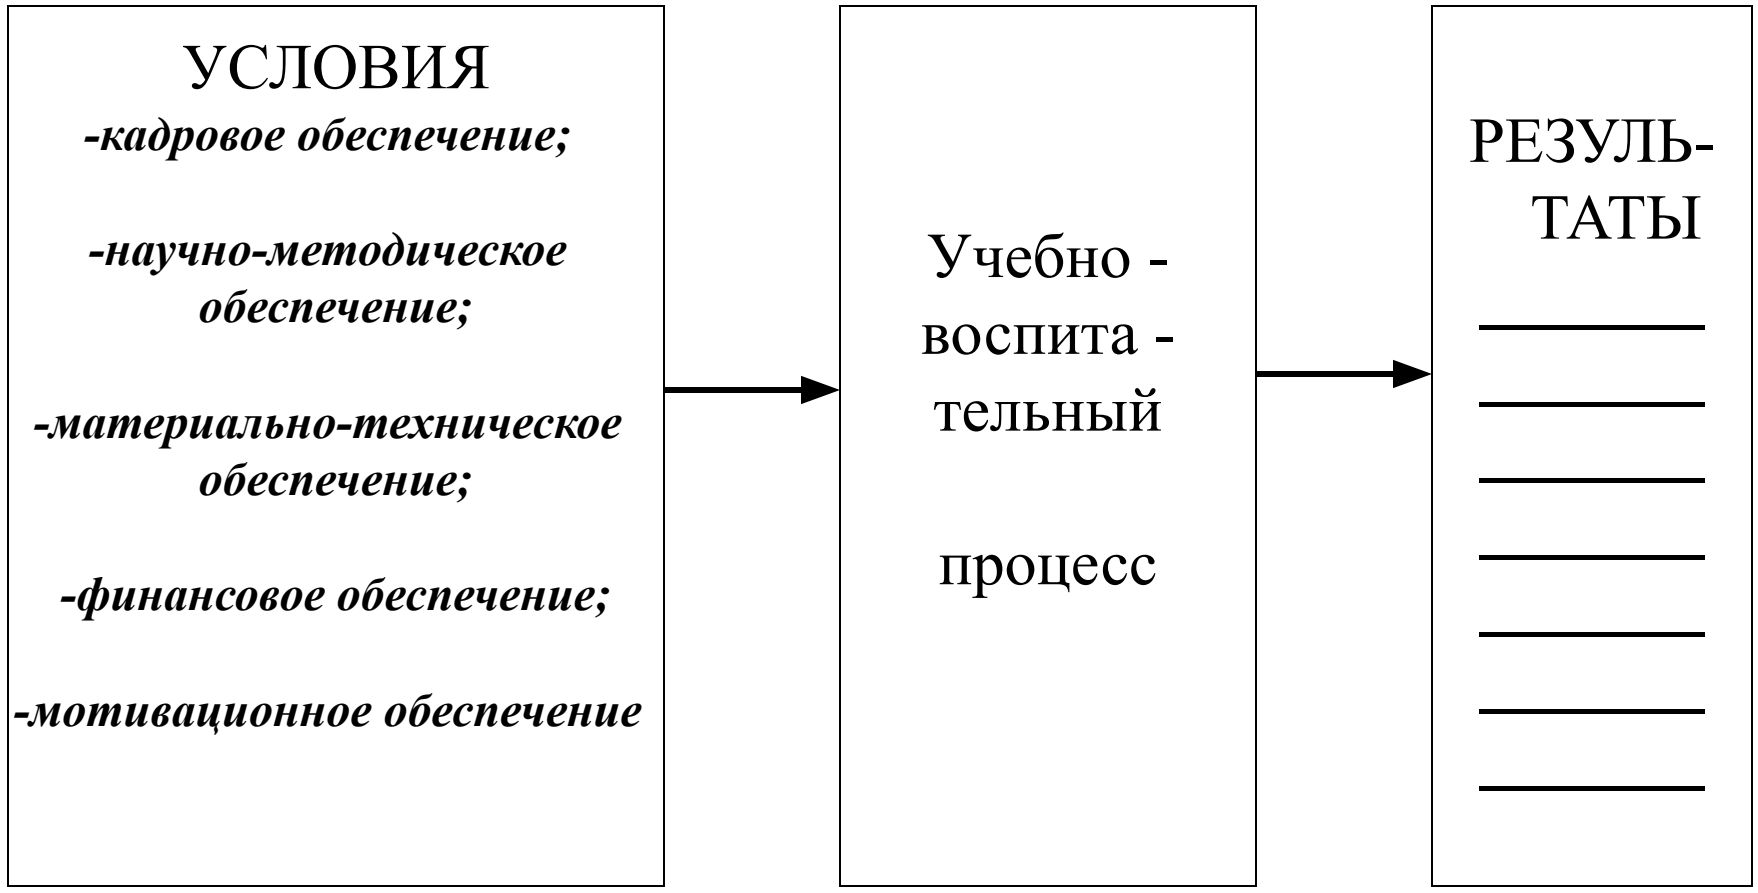 УСЛОВИЯ
-кадровое обеспечение;
-научно-методическое
обеспечение;
-материально-техническое
обеспечение;
-финансовое обеспечение;
-мотивационное обеспечение
Учебно -
воспита -
тельный
процесс
РЕЗУЛЬ-
ТАТЫ